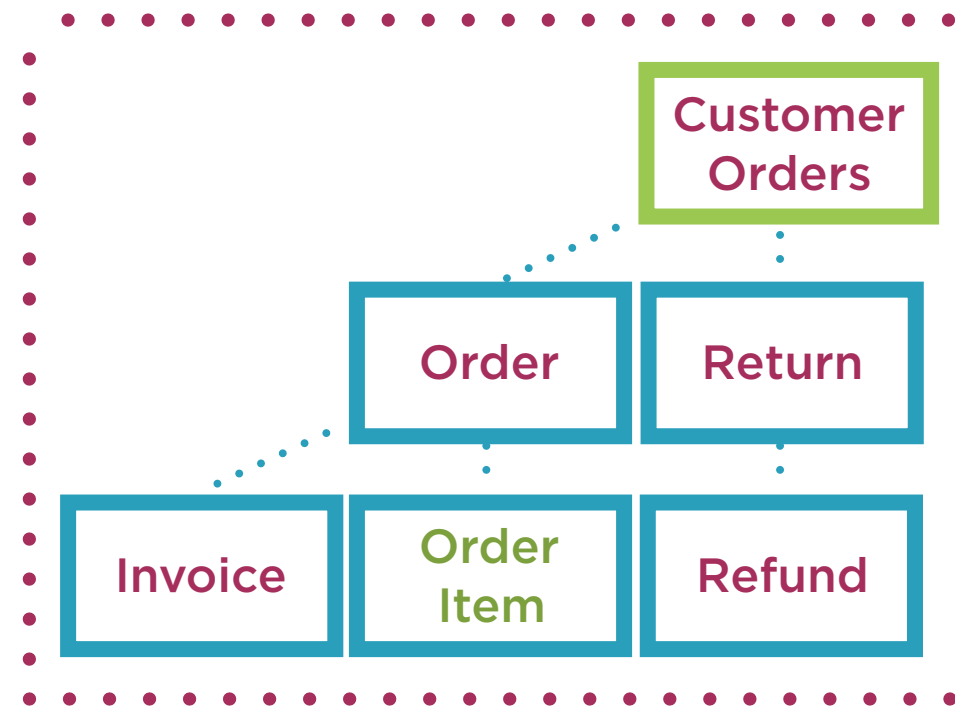 Customer
Orders
Order
Return
Invoice
Order
Item
Refund